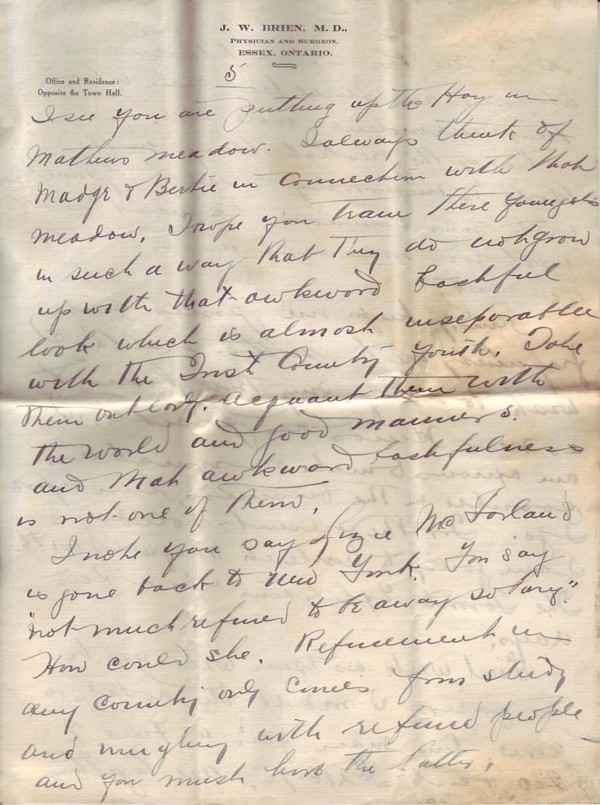 J. W. BRIEN, M. D.,
PHYSICIAN AND SURGEON,
ESSEX, ONTARIO.
Office and Residence:
Opposite the Town Hall.
5
I see you are putting up the Hay in
Mathews meadow. I always think of
Madge & Bertie in connection with that
meadow. I hope you train these youngsters
in such a way that they do not grow
up with that awkward bashful
look which is almost inseparable
with the Irish Country youth. Take
them out early. Acquaint them with
the world and good manners.
and that awkward bashfulness
is not one of them.
I note you say Lizzie McFarland
is gone back to New York. You say
"not much refined to be away so long".
How could she. Refinement in
any country only comes from study
and mingling with refined people
and you must have the latter.